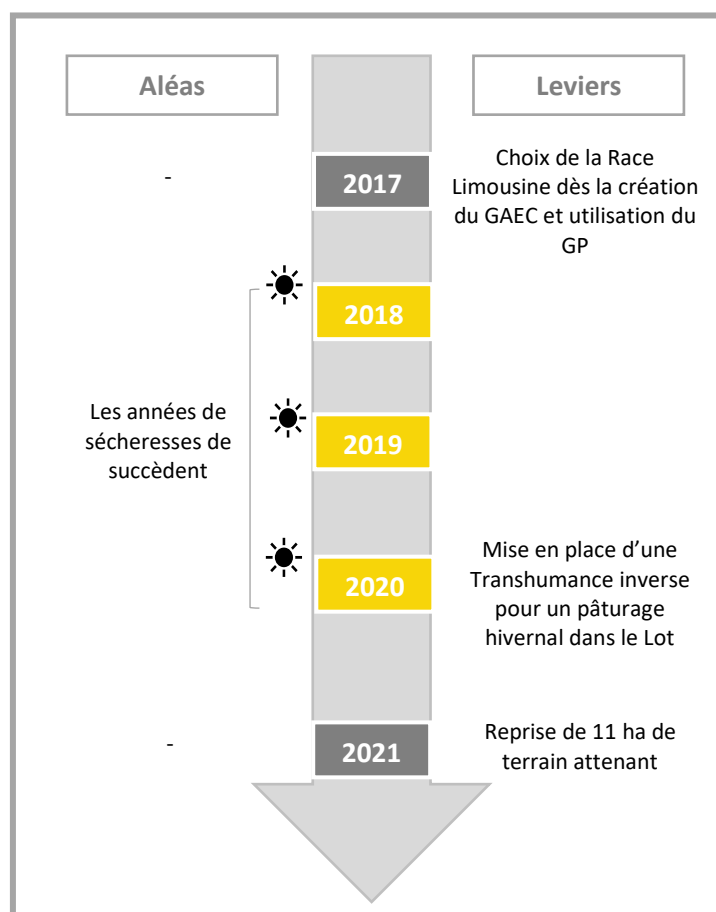 Aléas
Leviers
-
2017
Choix de la Race
Limousine dès la création
du GAEC et utilisation du
GP
2018
Les années de
sécheresses de
succèdent
2019
2020
Mise en place d’une
Transhumance inverse
pour un pâturage
hivernal dans le Lot
-
2021
Reprise de 11 ha de
terrain attenant